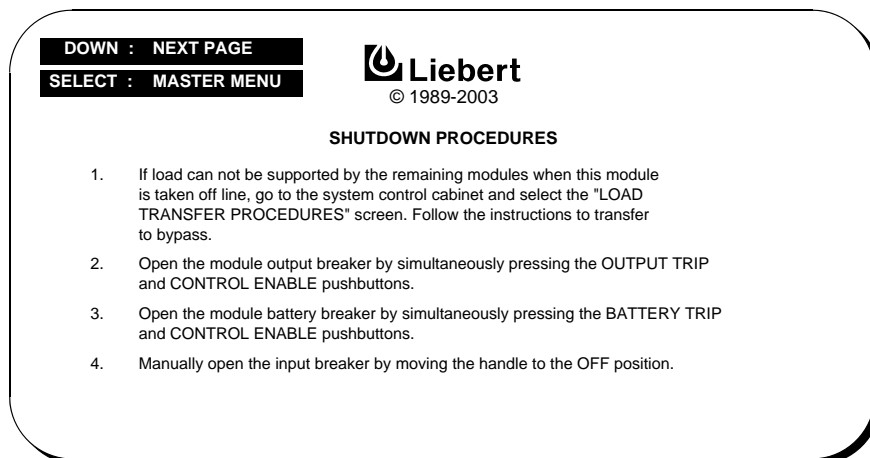 DOWN : NEXT PAGE
SELECT : MASTER MENU
Liebert
© 1989-2003
SHUTDOWN PROCEDURES
1. If load can not be supported by the remaining modules when this module
is taken off line, go to the system control cabinet and select the "LOAD
TRANSFER PROCEDURES" screen. Follow the instructions to transfer
to bypass.
2. Open the module output breaker by simultaneously pressing the OUTPUT TRIP
and CONTROL ENABLE pushbuttons.
3. Open the module battery breaker by simultaneously pressing the BATTERY TRIP
and CONTROL ENABLE pushbuttons.
4. Manually open the input breaker by moving the handle to the OFF position.